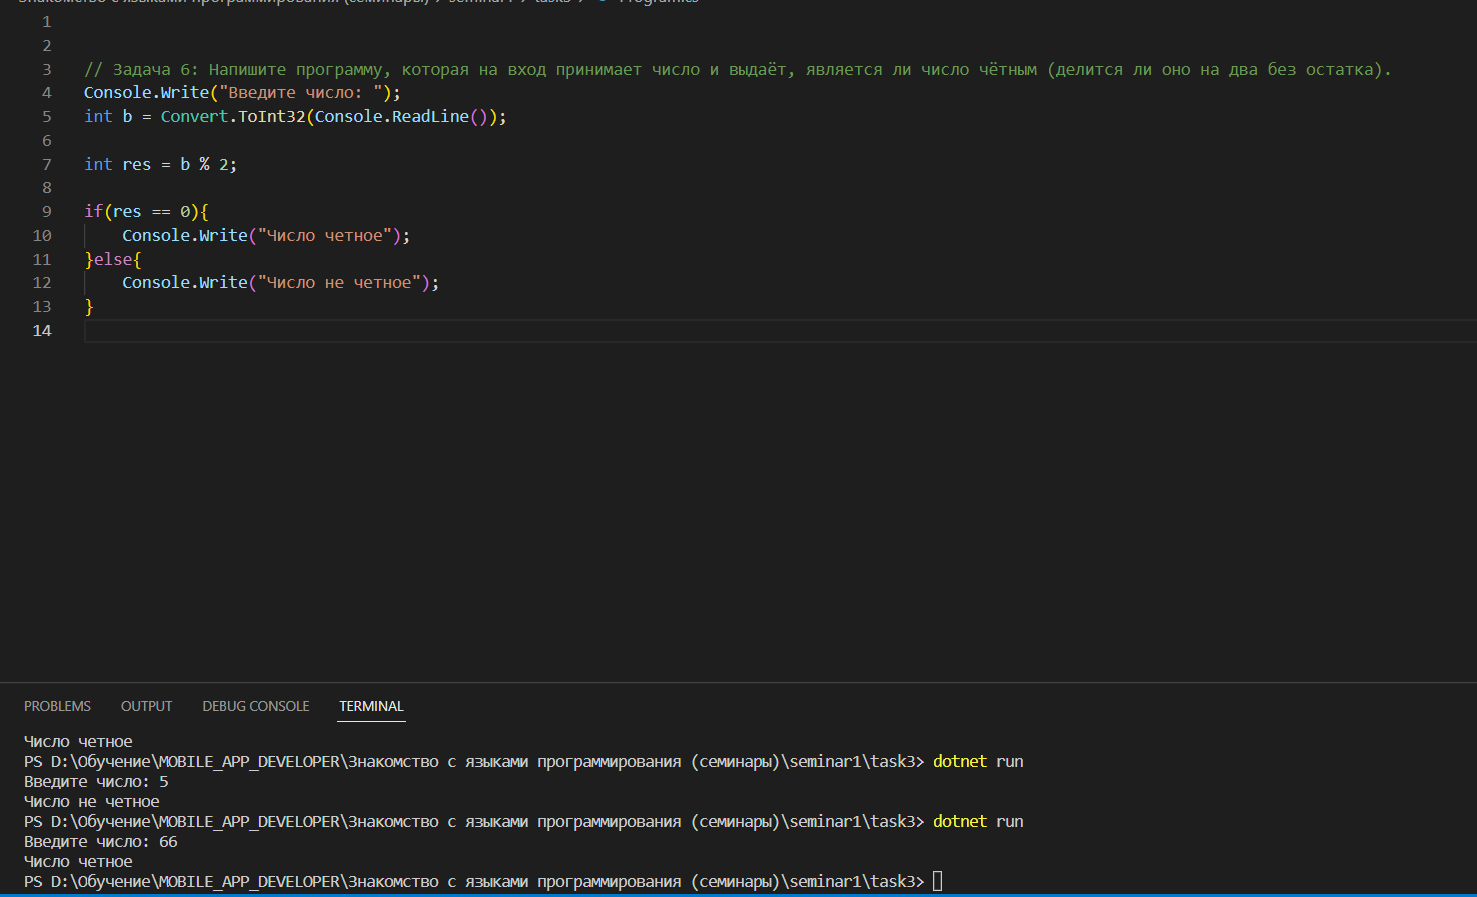 Знакомство с языками программирования (семинары) > seminar1 > task3 > Program.cs
1
2
3 // Задача 6: Напишите программу, которая на вход принимает число и выдаёт, является ли число чётным (делится ли оно на два без остатка).
4 Console.Write("Введите число: ");
5 int b = Convert.ToInt32(Console.ReadLine());
6
7 int res = b % 2;
8
9 if(res == 0){
10 Console.Write("Число четное");
11 }else{
12 Console.Write("Число не четное");
13 }
14
PROBLEMS OUTPUT DEBUG CONSOLE TERMINAL
Число четное
PS D:\Обучение\MOBILE_APP_DEVELOPER\Знакомство с языками программирования (семинары)\seminar1\task3> dotnet run
Введите число: 5
Число не четное
PS D:\Обучение\MOBILE_APP_DEVELOPER\Знакомство с языками программирования (семинары)\seminar1\task3> dotnet run
Введите число: 66
Число четное
PS D:\Обучение\MOBILE_APP_DEVELOPER\Знакомство с языками программирования (семинары)\seminar1\task3>